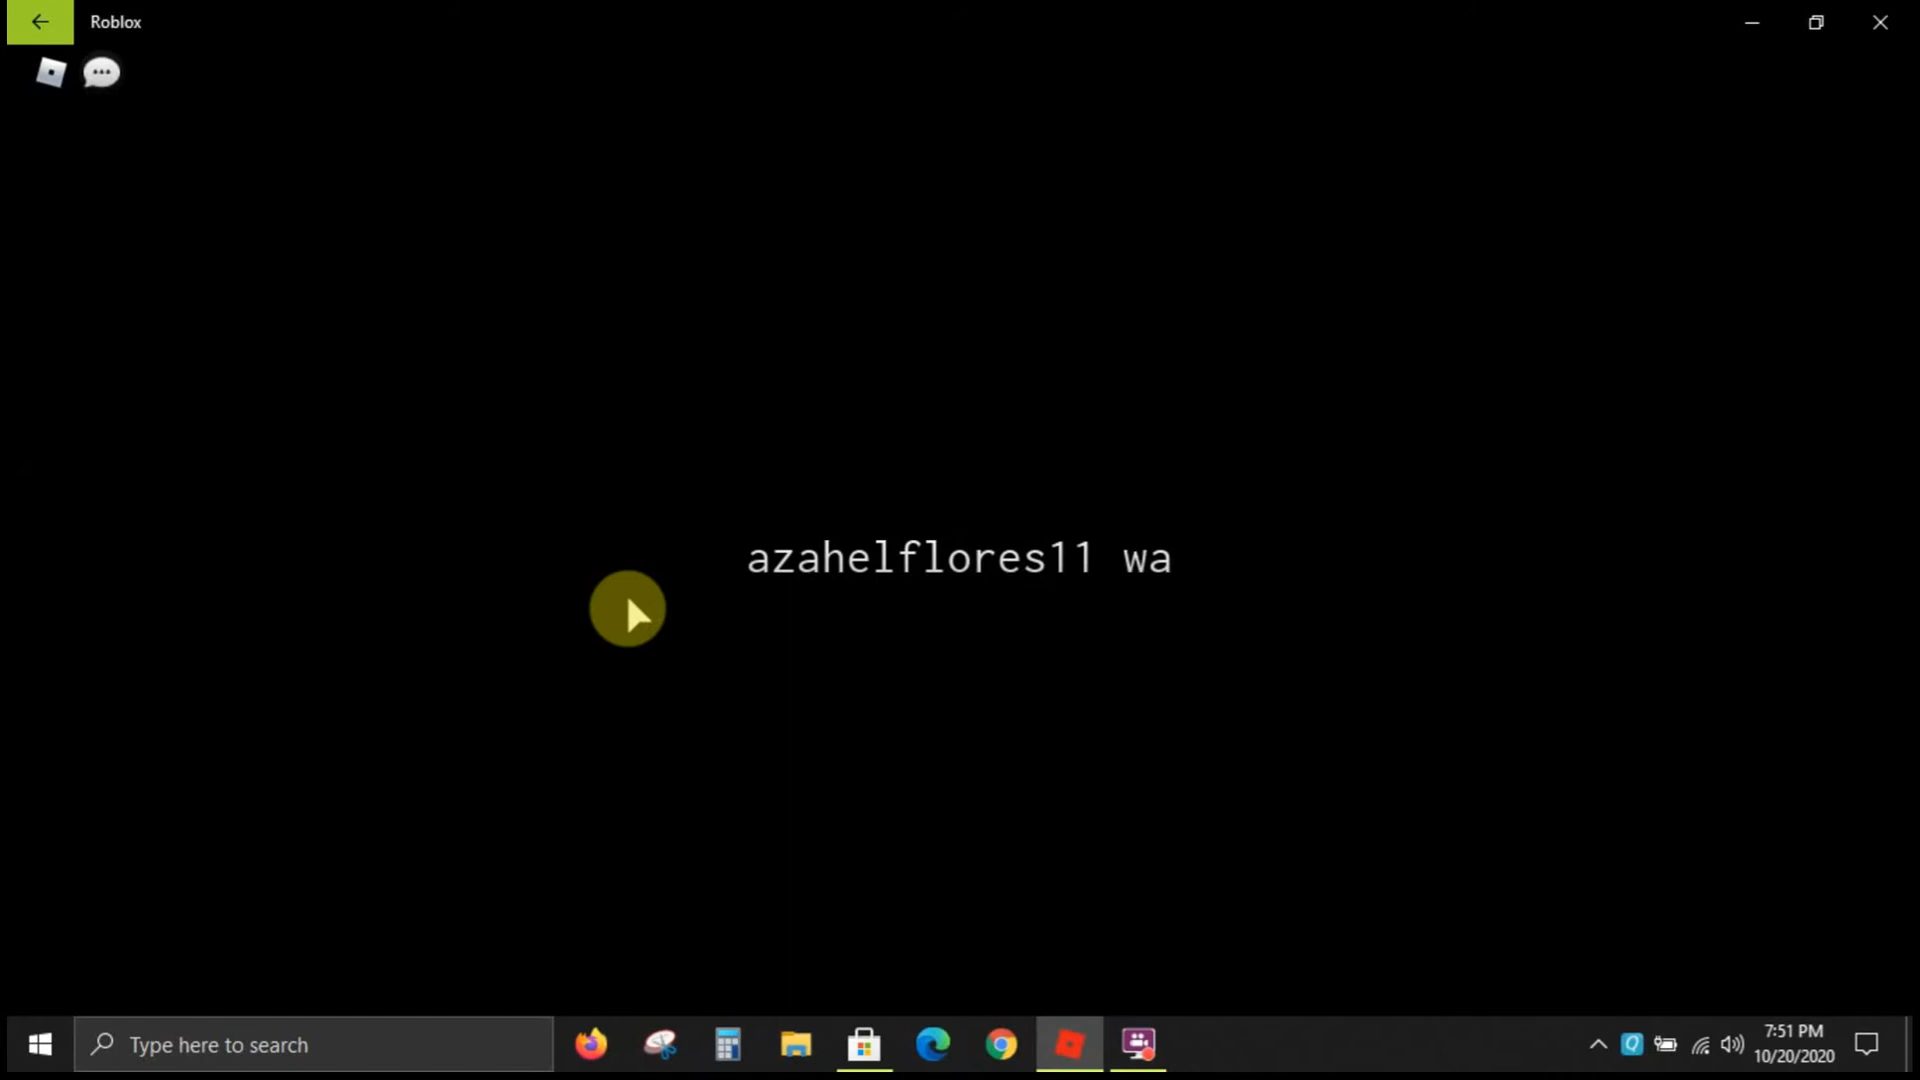 Roblox
azahelflores11 wa
Type here to search
7:51 PM
10/20/2020